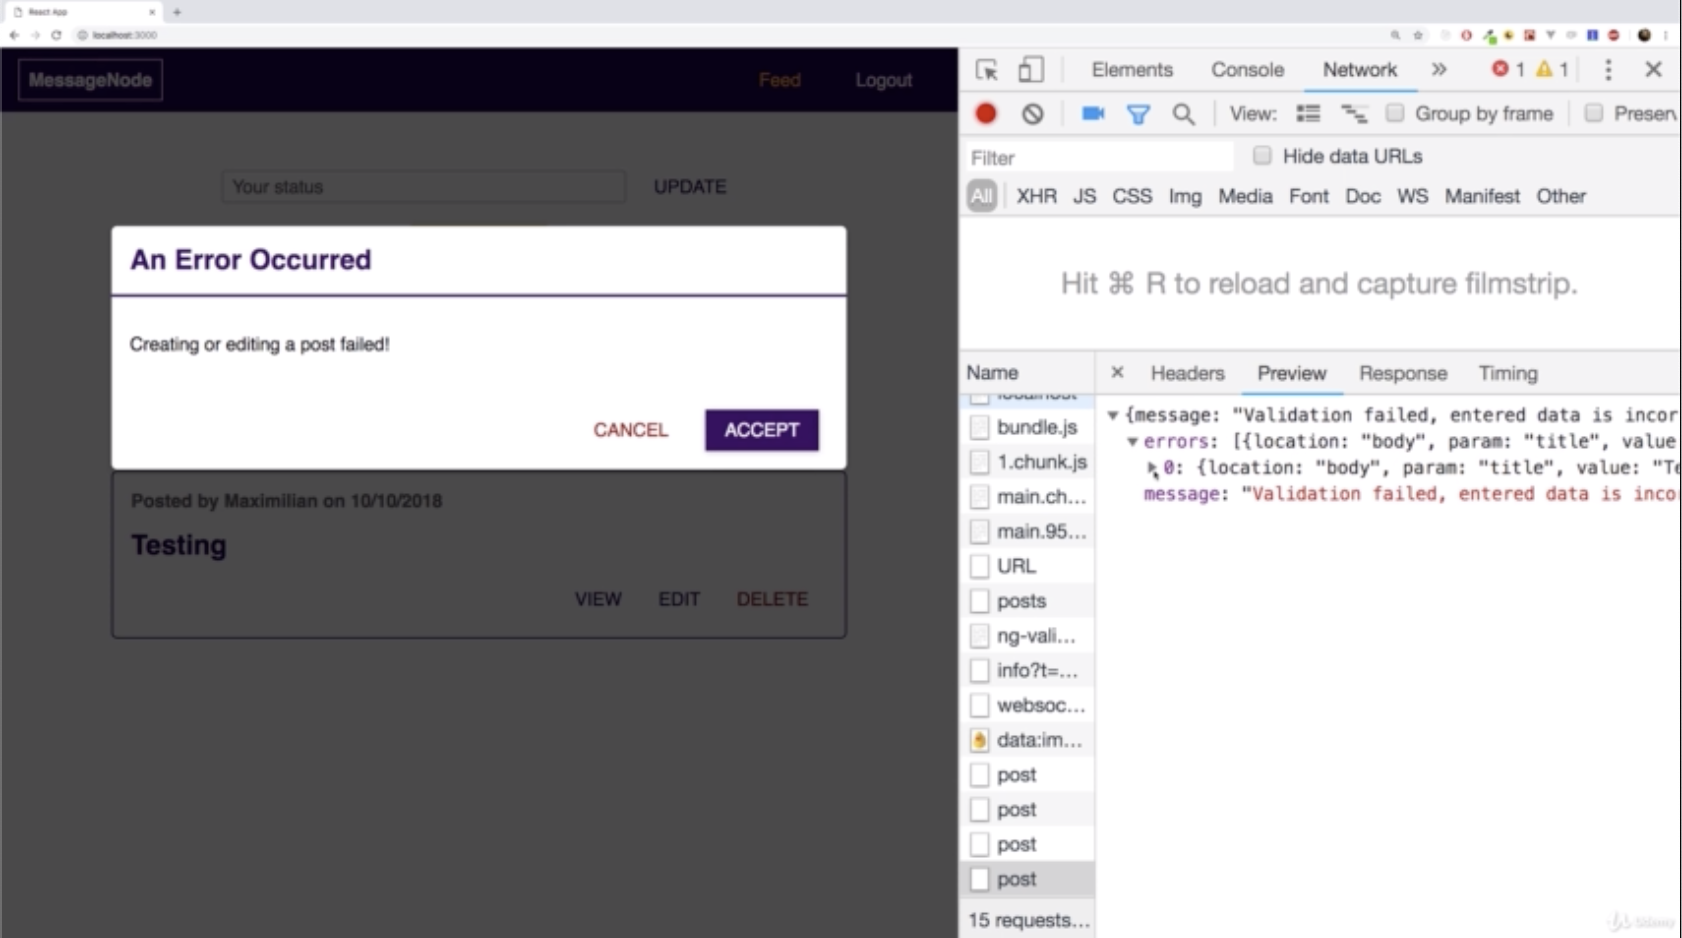 React App
localhost:3000
MessageNode
Feed
Logout
Your status
UPDATE
An Error Occurred
Creating or editing a post failed!
CANCEL
ACCEPT
Posted by Maximilian on 10/10/2018
Testing
VIEW EDIT DELETE
Elements Console Network » 1 1
View: Group by frame Preserv
Filter Hide data URLs
All XHR JS CSS Img Media Font Doc WS Manifest Other
Hit ⌘ R to reload and capture filmstrip.
Name
localhost
bundle.js
1.chunk.js
main.ch...
main.95...
URL
posts
ng-vali...
info?t=...
websoc...
data:im...
post
post
post
post
15 requests...
× Headers Preview Response Timing
{message: "Validation failed, entered data is incor
errors: [{location: "body", param: "title", value
0: {location: "body", param: "title", value: "Te
message: "Validation failed, entered data is inco
Udemy